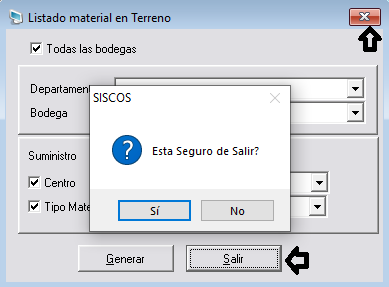 Listado material en Terreno
Todas las bodegas
Departamen
SISCOS
Bodega
Esta Seguro de Salir?
Suministro
Centro
Tipo Mate
Sí
No
Generar
Salir